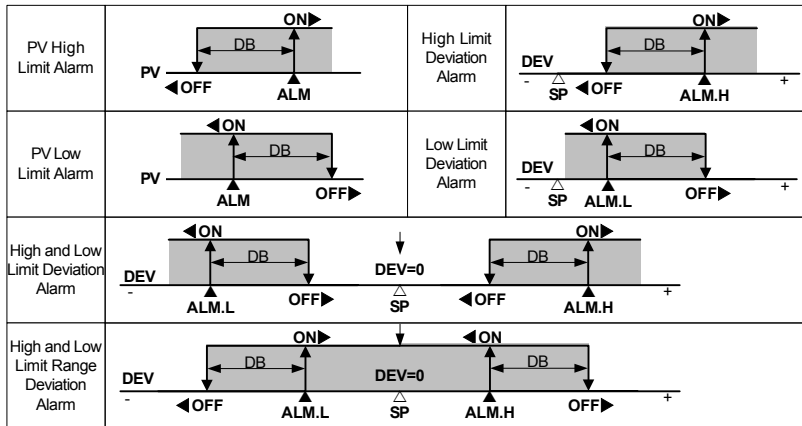 PV High
Limit Alarm
ON▶
DB
PV
◀OFF
ALM
High Limit
Deviation
Alarm
ON▶
DB
DEV
-
SP
◀OFF
ALM.H
+
PV Low
Limit Alarm
◀ON
DB
PV
ALM
OFF▶
Low Limit
Deviation
Alarm
◀ON
DB
DEV
-
SP
ALM.L
OFF▶
+
High and Low
Limit Deviation
Alarm
◀ON
ON▶
DB
DEV=0
DB
DEV
-
ALM.L
OFF▶
SP
◀OFF
ALM.H
+
High and Low
Limit Range
Deviation
Alarm
ON▶
◀ON
DB
DEV=0
DB
DEV
-
◀OFF
ALM.L
SP
ALM.H
OFF▶
+